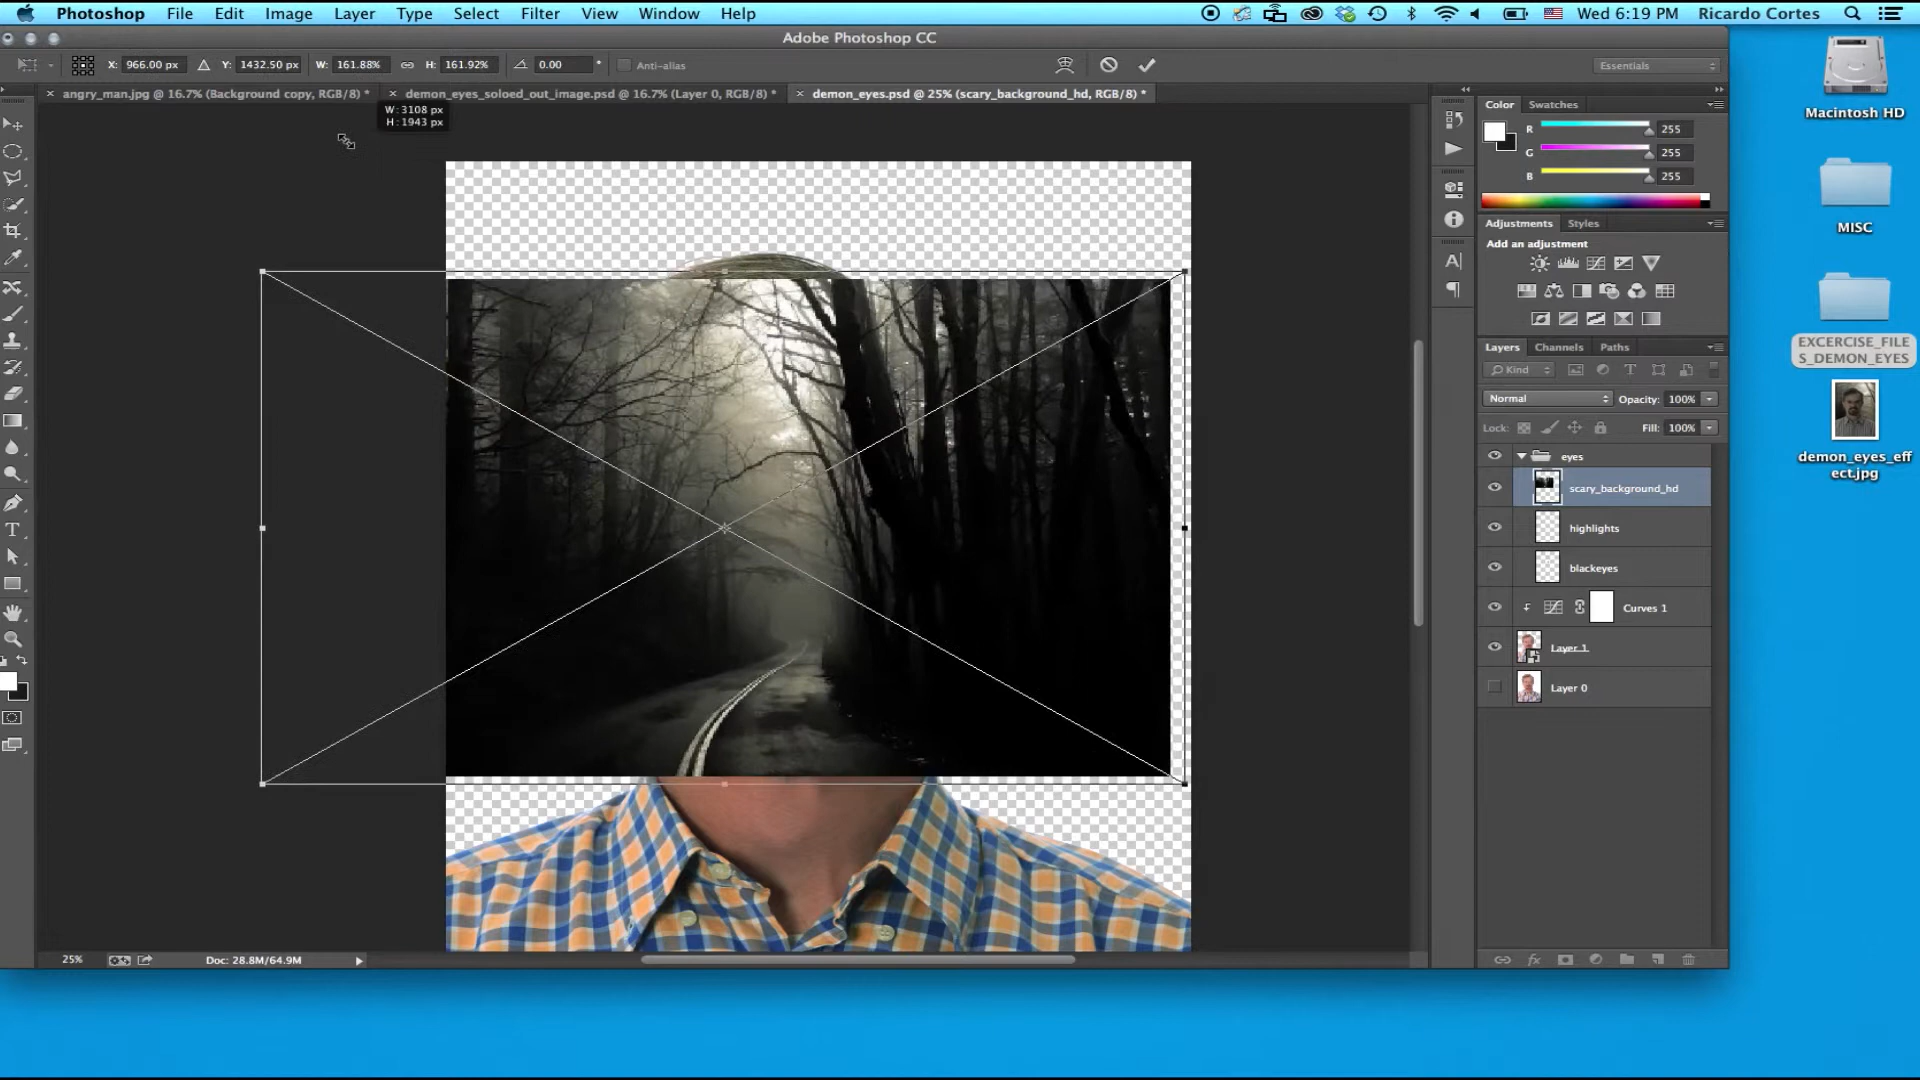 Photoshop File Edit Image Layer Type Select Filter View Window Help
Wed 6:19 PM Ricardo Cortes
Adobe Photoshop CC
X: 966.00 px Y: 1432.50 px W: 161.88% H: 161.92% 0.00 ° Anti-alias
Essentials
angry_man.jpg @ 16.7% (Background copy, RGB/8) *
demon_eyes_soloed_out_image.psd @ 16.7% (Layer 0, RGB/8) *
demon_eyes.psd @ 25% (scary_background_hd, RGB/8) *
W: 3108 px
H: 1943 px
Color Swatches
R 255
G 255
B 255
Adjustments Styles
Add an adjustment
Layers Channels Paths
Kind
Normal Opacity: 100%
Lock: Fill: 100%
eyes
scary_background_hd
highlights
blackeyes
Curves 1
Layer 1
Layer 0
25% Doc: 28.8M/64.9M
Macintosh HD
MISC
EXCERCISE_FILE
S_DEMON_EYES
demon_eyes_eff
ect.jpg